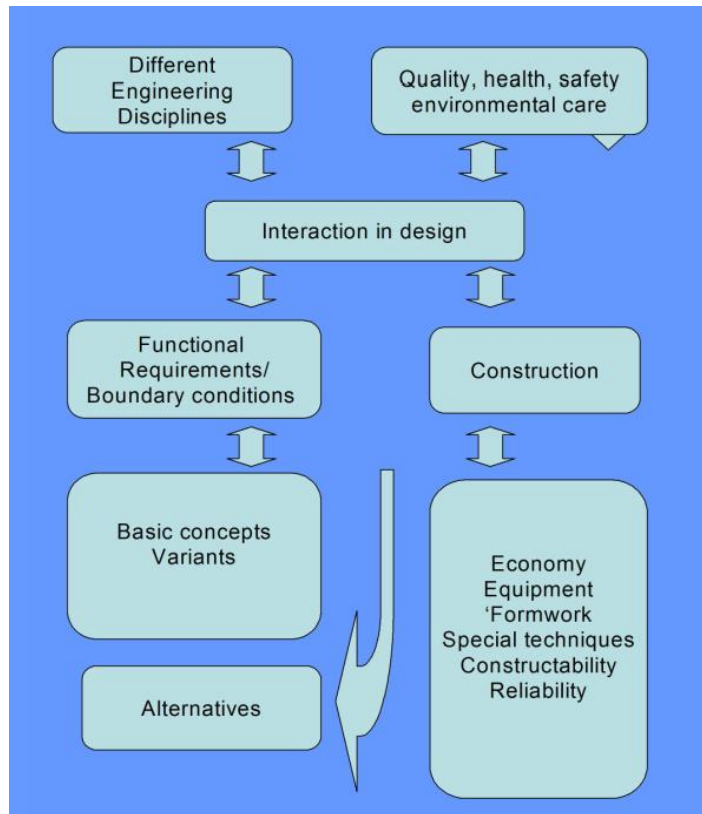 Different
Engineering
Disciplines
Quality, health, safety
environmental care
Interaction in design
Functional
Requirements/
Boundary conditions
Construction
Basic concepts
Variants
Economy
Equipment
‘Formwork
Special techniques
Constructability
Reliability
Alternatives